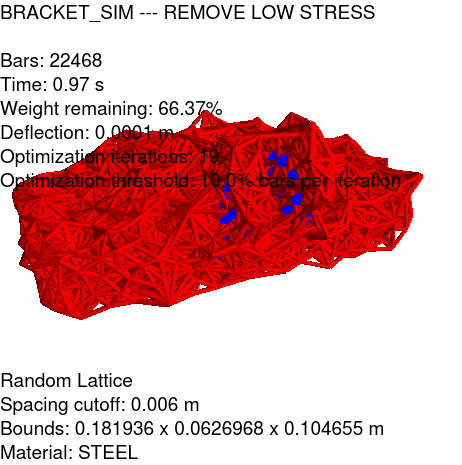 BRACKET_SIM --- REMOVE LOW STRESS
Bars: 22468
Time: 0.97 s
Weight remaining: 66.37%
Deflection: 0.0001 m
Optimization iterations: 19
Optimization threshold: 10.0% bars per iteration
Random Lattice
Spacing cutoff: 0.006 m
Bounds: 0.181936 x 0.0626968 x 0.104655 m
Material: STEEL